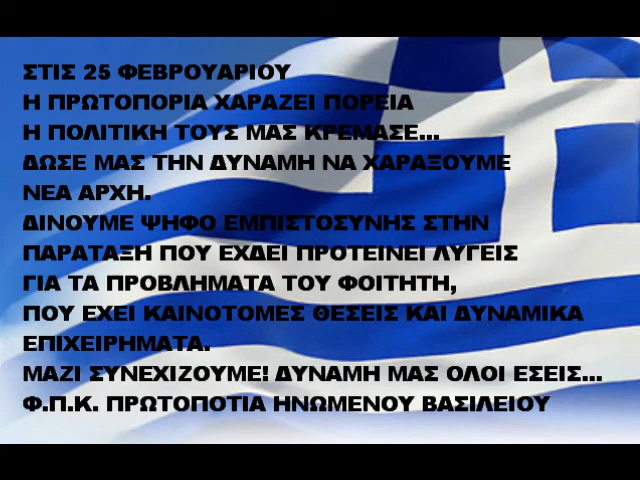 ΣΤΙΣ 25 ΦΕΒΡΟΥΑΡΙΟΥ
Η ΠΡΩΤΟΠΟΡΙΑ ΧΑΡΑΖΕΙ ΠΟΡΕΙΑ
Η ΠΟΛΙΤΙΚΗ ΤΟΥΣ ΜΑΣ ΚΡΕΜΑΣΕ...
ΔΩΣΕ ΜΑΣ ΤΗΝ ΔΥΝΑΜΗ ΝΑ ΧΑΡΑΞΟΥΜΕ
ΝΕΑ ΑΡΧΗ.
ΔΙΝΟΥΜΕ ΨΗΦΟ ΕΜΠΙΣΤΟΣΥΝΗΣ ΣΤΗΝ
ΠΑΡΑΤΑΞΗ ΠΟΥ ΕΧΔΕΙ ΠΡΟΤΕΙΝΕΙ ΛΥΓΕΙΣ
ΓΙΑ ΤΑ ΠΡΟΒΛΗΜΑΤΑ ΤΟΥ ΦΟΙΤΗΤΗ,
ΠΟΥ ΕΧΕΙ ΚΑΙΝΟΤΟΜΕΣ ΘΕΣΕΙΣ ΚΑΙ ΔΥΝΑΜΙΚΑ
ΕΠΙΧΕΙΡΗΜΑΤΑ.
ΜΑΖΙ ΣΥΝΕΧΙΖΟΥΜΕ! ΔΥΝΑΜΗ ΜΑΣ ΟΛΟΙ ΕΣΕΙΣ...
Φ.Π.Κ. ΠΡΩΤΟΠΟΤΙΑ ΗΝΩΜΕΝΟΥ ΒΑΣΙΛΕΙΟΥ